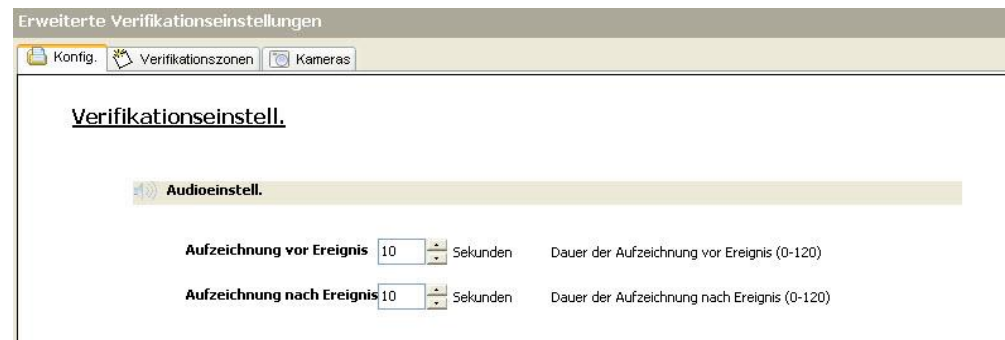 Erweiterte Verifikationseinstellungen
Konfig. Verifikationszonen Kameras
Verifikationseinstell.
Audioeinstell.
Aufzeichnung vor Ereignis 10 Sekunden Dauer der Aufzeichnung vor Ereignis (0-120)
Aufzeichnung nach Ereignis 10 Sekunden Dauer der Aufzeichnung nach Ereignis (0-120)